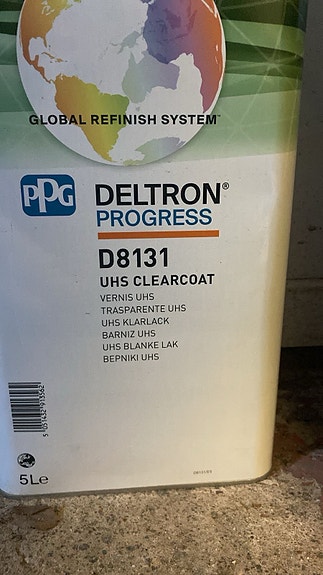 GLOBAL REFINISH SYSTEM™
PPG
DELTRON®
PROGRESS
D8131
UHS CLEARCOAT
VERNIS UHS
TRASPARENTE UHS
UHS KLARLACK
BARNIZ UHS
UHS BLANKE LAK
ВЕРNІКІ UHS
5Le